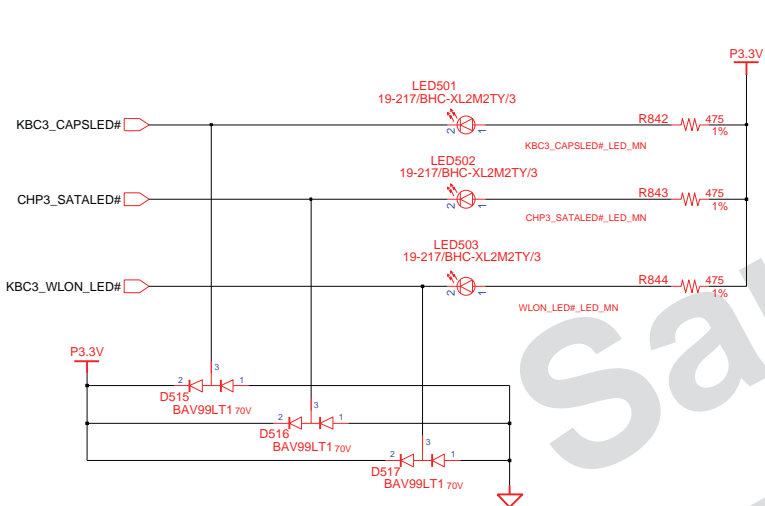 P3.3V
LED501
19-217/BHC-XL2M2TY/3
KBC3_CAPSLED#
2
1
R842
475
1%
KBC3_CAPSLED#_LED_MN
LED502
19-217/BHC-XL2M2TY/3
CHP3_SATALED#
2
1
R843
475
1%
CHP3_SATALED#_LED_MN
LED503
19-217/BHC-XL2M2TY/3
KBC3_WLON_LED#
2
1
R844
475
1%
WLON_LED#_LED_MN
Sa
P3.3V
3
2
1
D515
BAV99LT1 70V
3
2
1
D516
BAV99LT1 70V
3
2
1
D517
BAV99LT1 70V